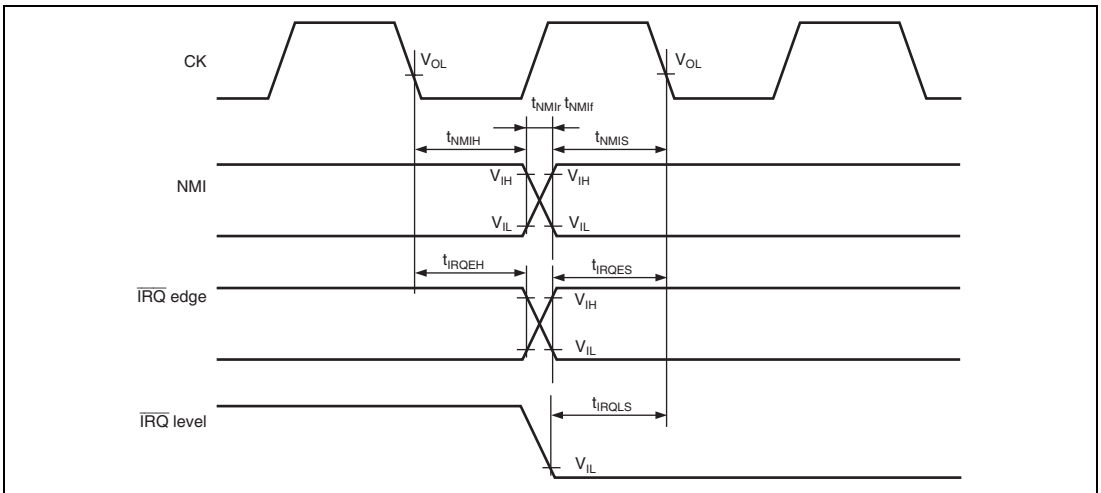 CK
VOL
VOL
tNMIr tNMIf
tNMIH
tNMIS
NMI
VIH
VIH
VIL
VIL
tIRQEH
tIRQES
IRQ edge
VIH
VIL
tIRQLS
IRQ level
VIL